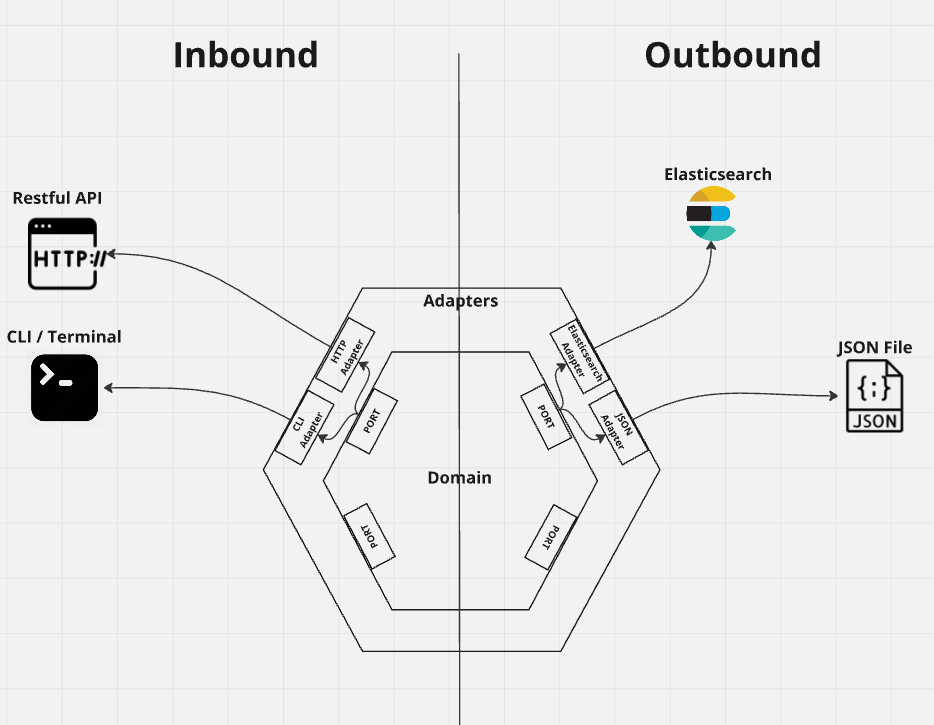 Inbound
Outbound
Restful API
HTTP://
CLI / Terminal
Elasticsearch
JSON File
{;}
JSON
Adapters
HTTP
Adapter
CLI
Adapter
PORT
Elasticsearch
Adapter
JSON
Adapter
PORT
Domain
PORT
PORT